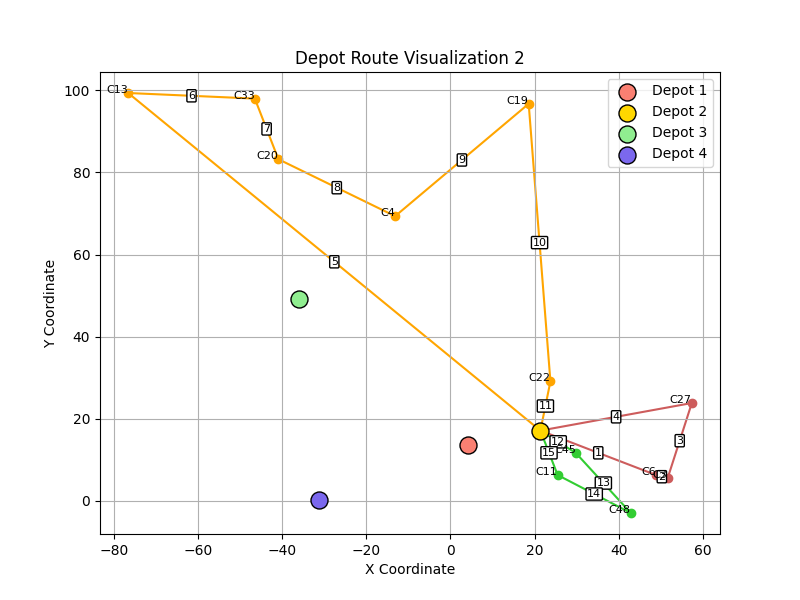 Depot Route Visualization 2
Depot 1
Depot 2
Depot 3
Depot 4
Y Coordinate
100
80
60
40
20
0
C13
6
C33
7
C20
8
C4
9
C19
10
5
C22
11
C27
4
12
C45
15
1
3
C11
C6
2
13
14
C48
−80
−60
−40
−20
0
20
40
60
X Coordinate